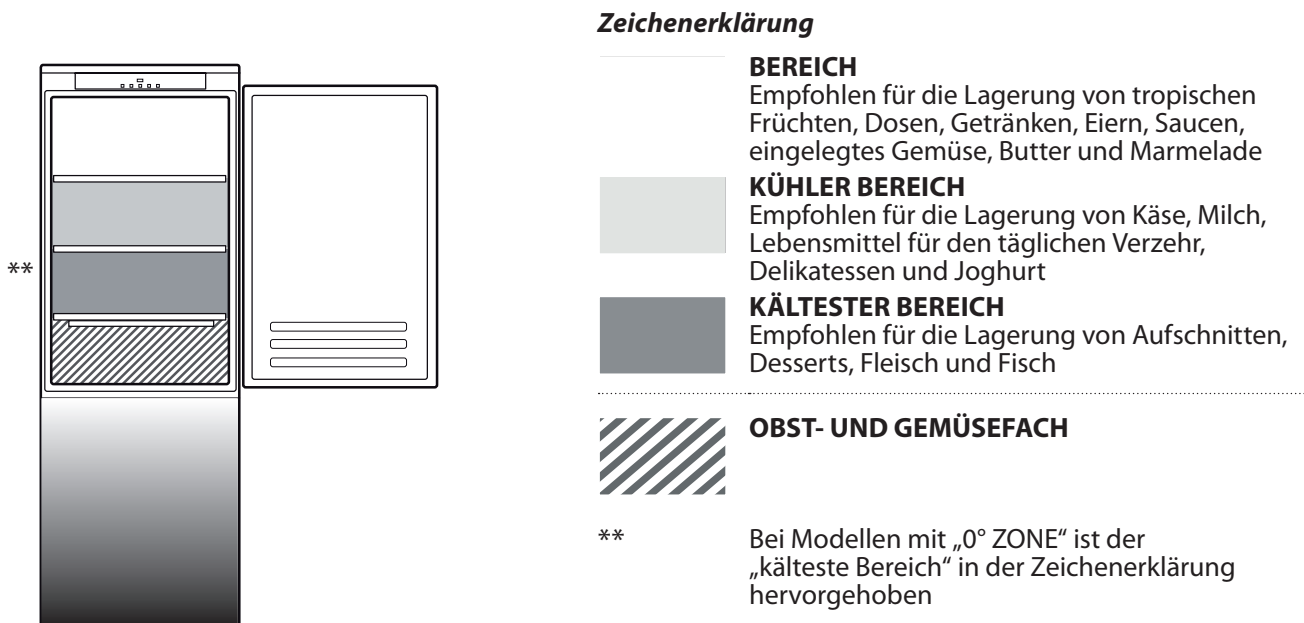 Zeichenerklärung
BEREICH
Empfohlen für die Lagerung von tropischen
Früchten, Dosen, Getränken, Eiern, Saucen,
eingelegtes Gemüse, Butter und Marmelade
KÜHLER BEREICH
Empfohlen für die Lagerung von Käse, Milch,
Lebensmittel für den täglichen Verzehr,
Delikatessen und Joghurt
**
KÄLTESTER BEREICH
Empfohlen für die Lagerung von Aufschnitten,
Desserts, Fleisch und Fisch
OBST- UND GEMÜSEFACH
** Bei Modellen mit „0° ZONE“ ist der
„kälteste Bereich“ in der Zeichenerklärung
hervorgehoben